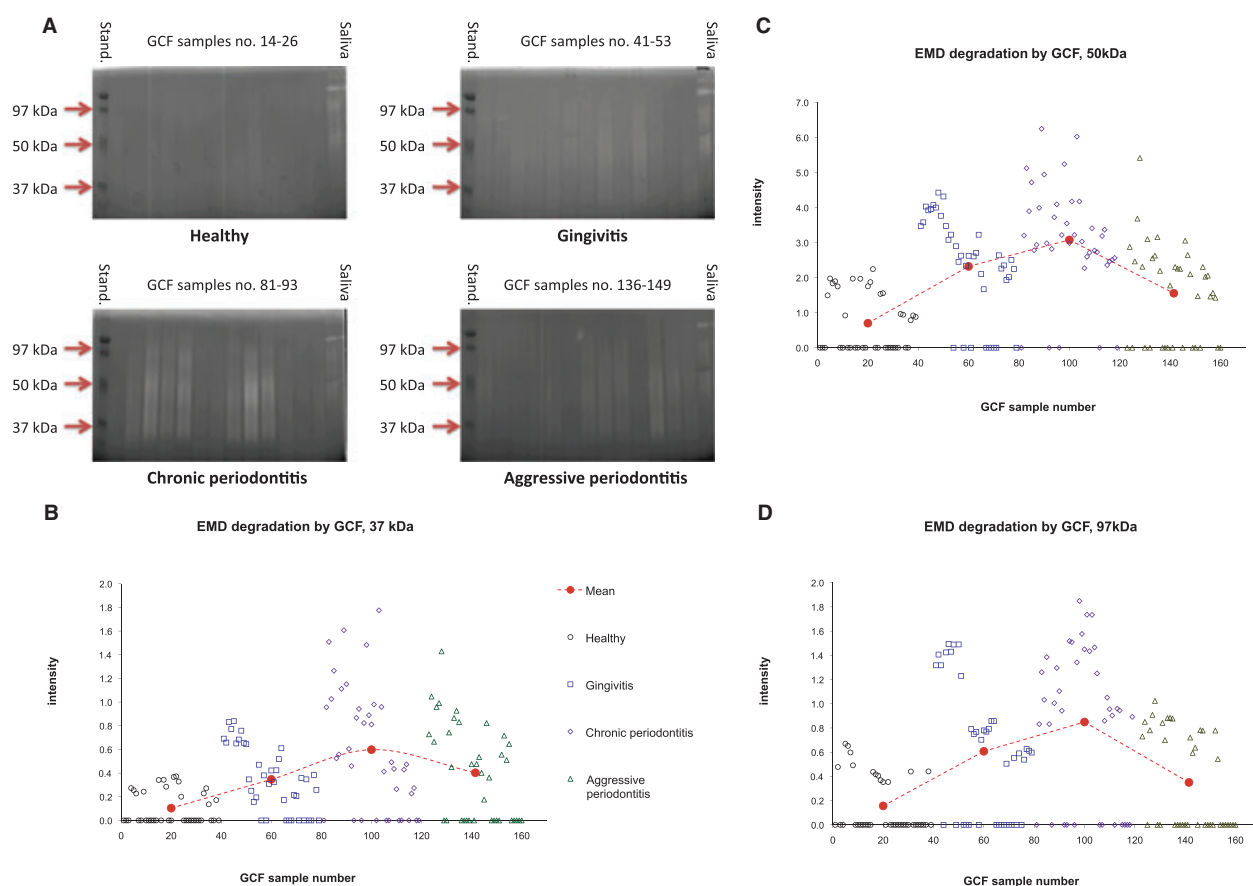 A
Stand.
GCF samples no. 14-26
Saliva
97 kDa
50 kDa
37 kDa
Healthy
Stand.
GCF samples no. 41-53
Saliva
97 kDa
50 kDa
37 kDa
Gingivitis
Stand.
GCF samples no. 81-93
Saliva
97 kDa
50 kDa
37 kDa
Chronic periodontitis
Stand.
GCF samples no. 136-149
Saliva
97 kDa
50 kDa
37 kDa
Aggressive periodontitis
B
EMD degradation by GCF, 37 kDa
intensity
2.0
1.8
1.6
1.4
1.2
1.0
0.8
0.6
0.4
0.2
0.0
0 20 40 60 80 100 120 140 160
GCF sample number
Mean
Healthy
Gingivitis
Chronic periodontitis
Aggressive
periodontitis
C
EMD degradation by GCF, 50kDa
intensity
7.0
6.0
5.0
4.0
3.0
2.0
1.0
0.0
0 20 40 60 80 100 120 140 160
GCF sample number
D
EMD degradation by GCF, 97kDa
intensity
2.0
1.8
1.6
1.4
1.2
1.0
0.8
0.6
0.4
0.2
0.0
0 20 40 60 80 100 120 140 160
GCF sample number